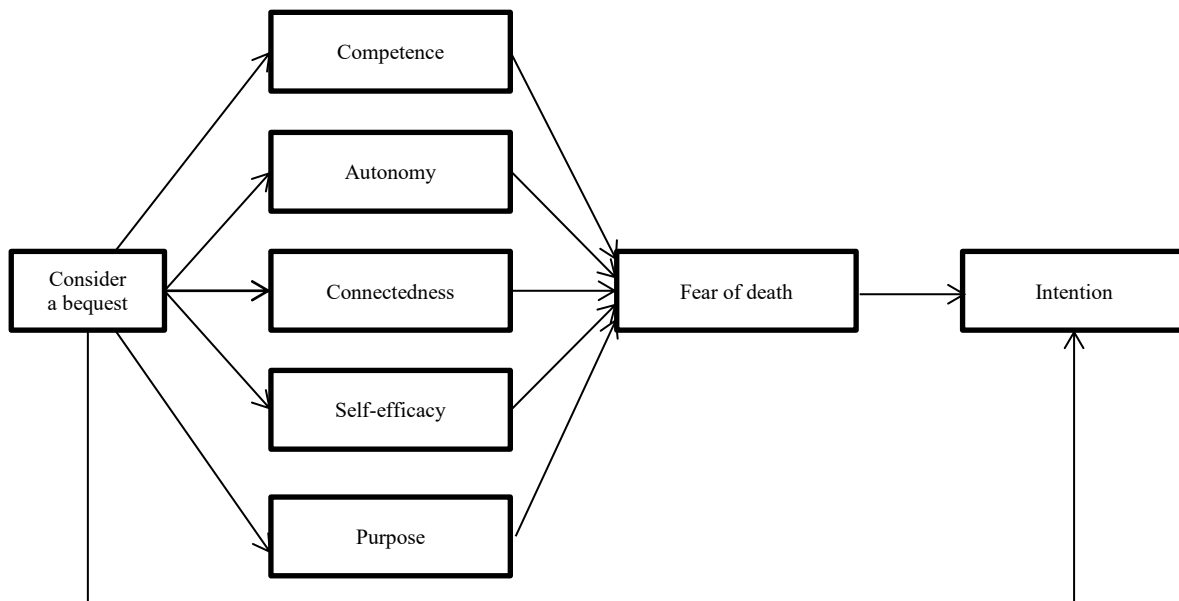 Competence
Autonomy
Consider
a bequest
Connectedness
Fear of death
Intention
Self-efficacy
Purpose